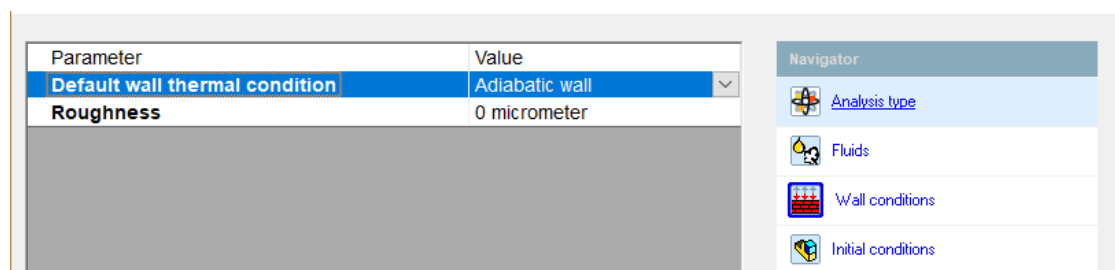 Parameter Value
Default wall thermal condition Adiabatic wall
Roughness 0 micrometer
Navigator
Analysis type
Fluids
Wall conditions
Initial conditions